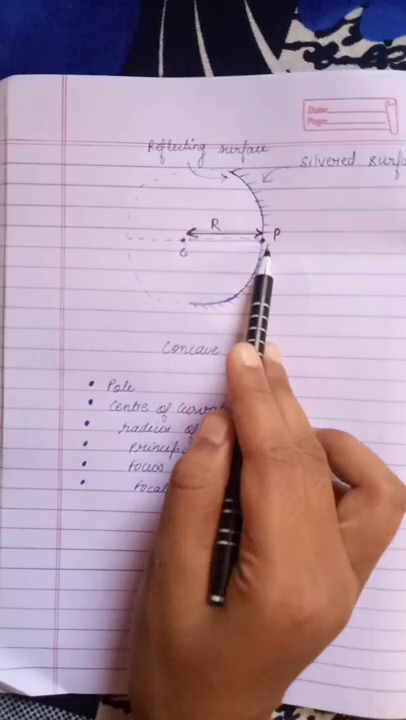 Date
Page
Reflecting surface
Silvered surfa
R
P
Concave
• Pole
• Centre of Curvat
• radius of
• Princip
• Focus
• Focal